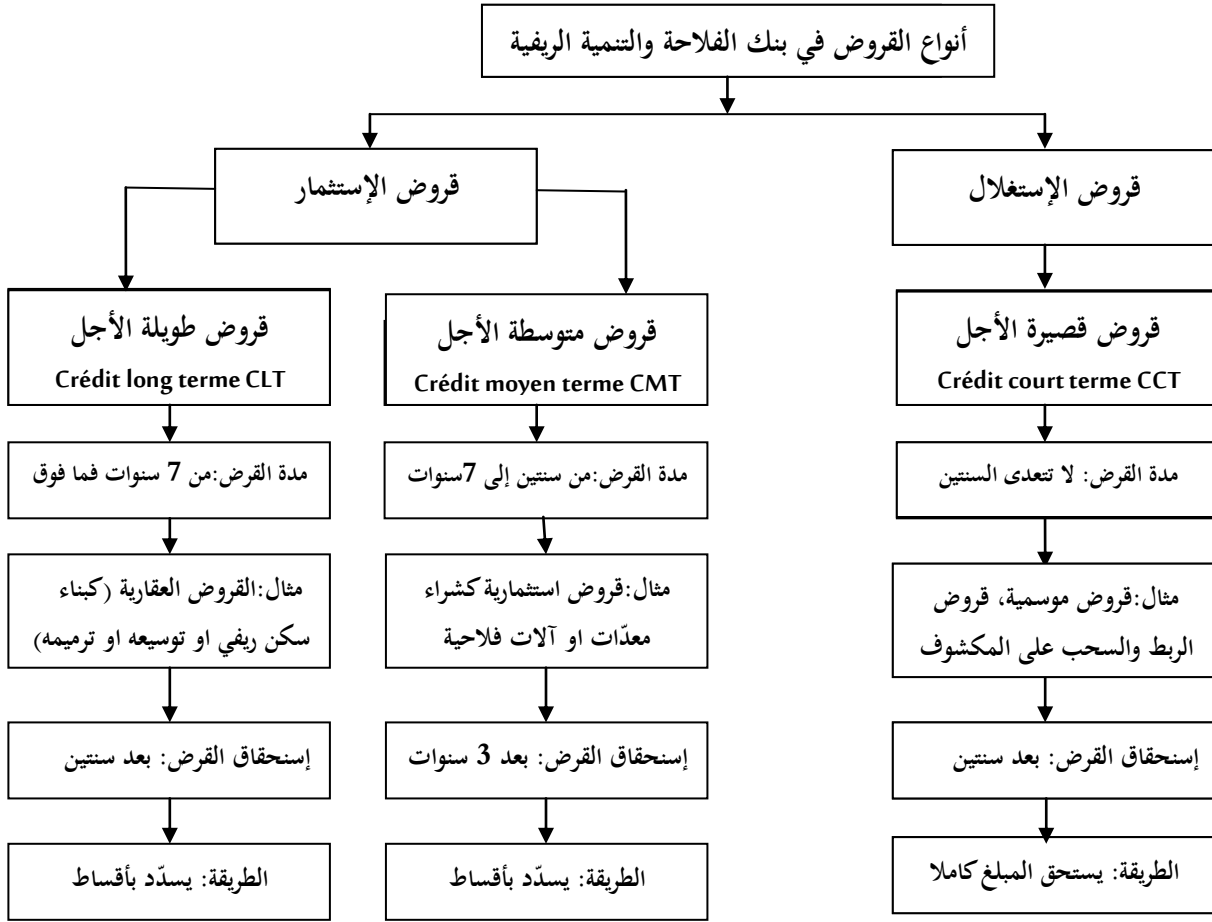 أنواع القروض في بنك الفلاحة والتنمية الريفية
قروض الإستغلال
قروض الإستثمار
قروض قصيرة الأجل
Crédit court terme CCT
قروض متوسطة الأجل
Crédit moyen terme CMT
قروض طويلة الأجل
Crédit long terme CLT
مدة القرض: لا تتعدى السنتين
مدة القرض:من سنتين إلى 7سنوات
مدة القرض:من 7 سنوات فما فوق
مثال:قروض موسمية، قروض
الربط والسحب على المكشوف
مثال:قروض استثمارية كشراء
معدّات او آلات فلاحية
مثال:القروض العقارية (كبناء
سكن ريفي او توسيعه او ترميمه)
إسنحقاق القرض: بعد سنتين
إسنحقاق القرض: بعد 3 سنوات
إسنحقاق القرض: بعد سنتين
الطريقة: يستحق المبلغ كاملا
الطريقة: يسدّد بأقساط
الطريقة: يسدّد بأقساط